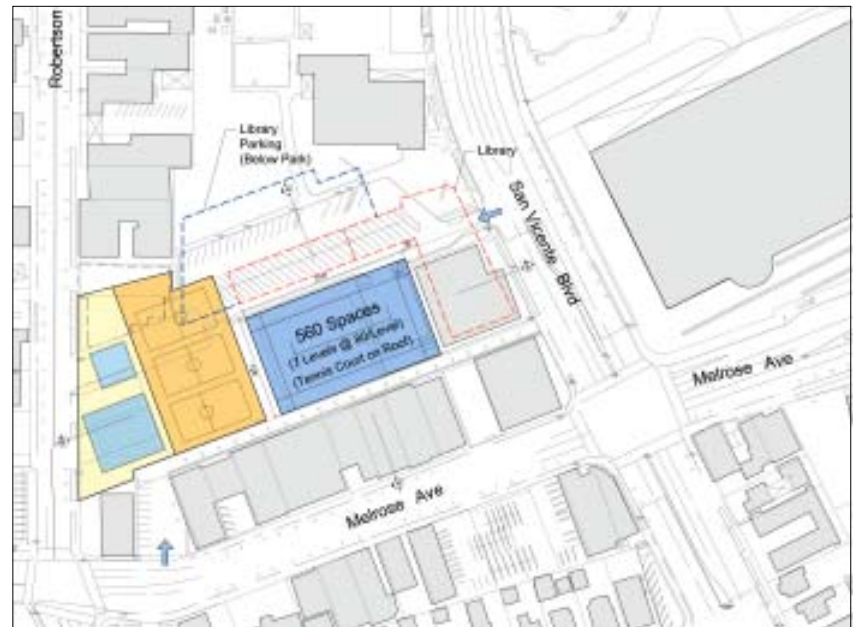 Robertson
Library
Parking
(Below Park)
Library
San Vicente Blvd
560 Spaces
(7 Levels @ 80/Level)
(Tennis Court on Roof)
Melrose Ave
Melrose Ave